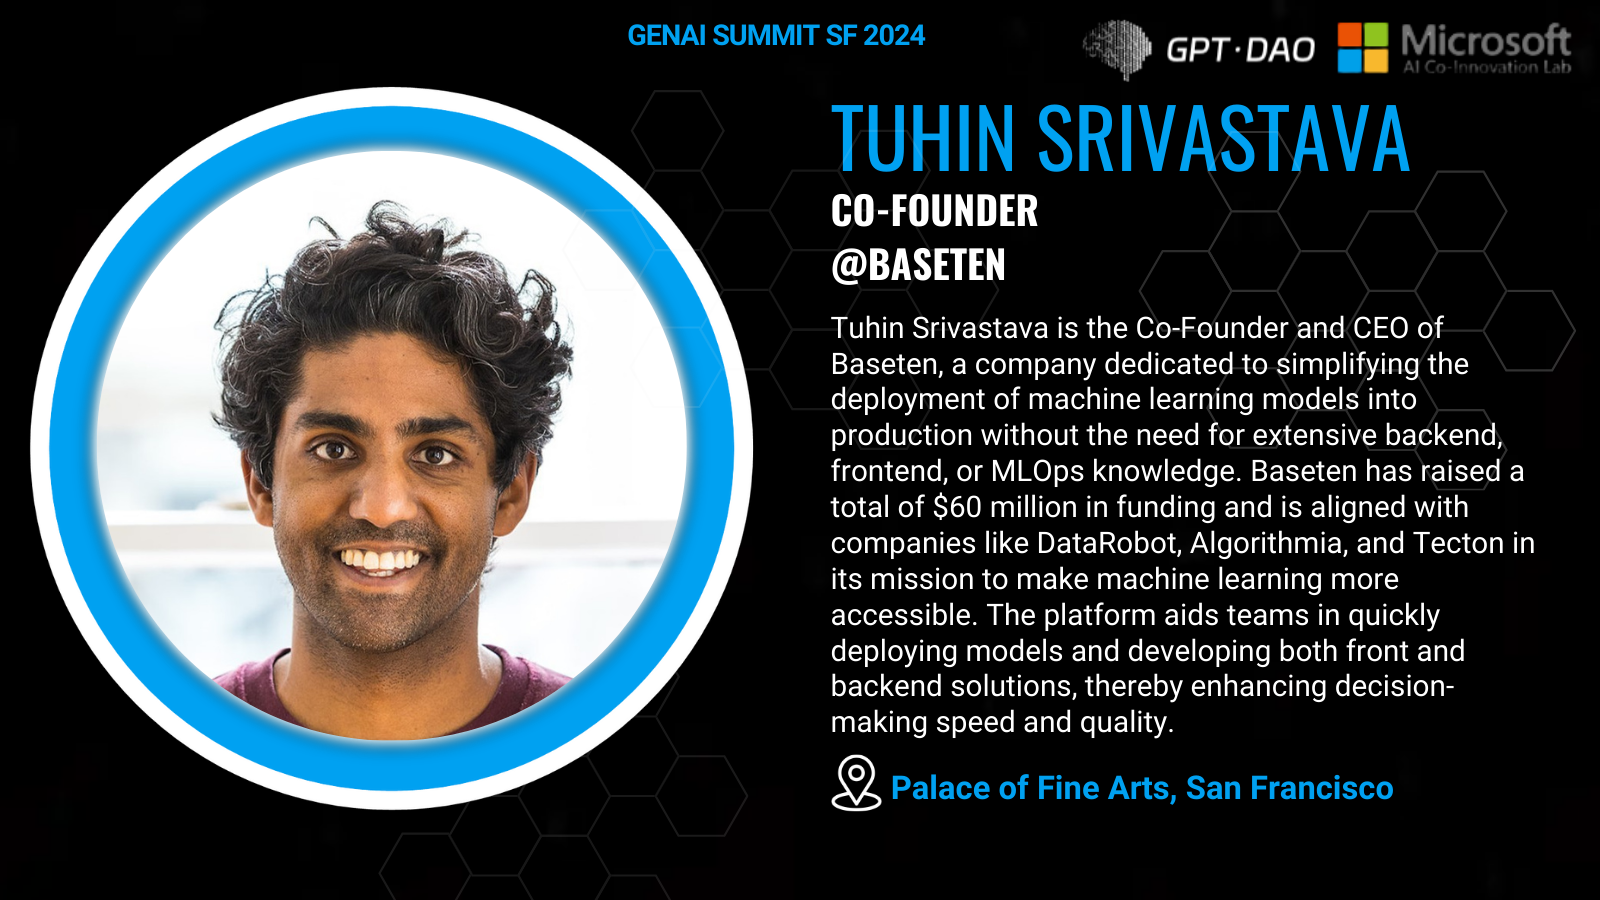 GENAI SUMMIT SF 2024
GPT·DAO
Microsoft
AI Co-Innovation Lab
TUHIN SRIVASTAVA
CO-FOUNDER
@BASETEN
Tuhin Srivastava is the Co-Founder and CEO of
Baseten, a company dedicated to simplifying the
deployment of machine learning models into
production without the need for extensive backend,
frontend, or MLOps knowledge. Baseten has raised a
total of $60 million in funding and is aligned with
companies like DataRobot, Algorithmia, and Tecton in
its mission to make machine learning more
accessible. The platform aids teams in quickly
deploying models and developing both front and
backend solutions, thereby enhancing decision-
making speed and quality.
Palace of Fine Arts, San Francisco